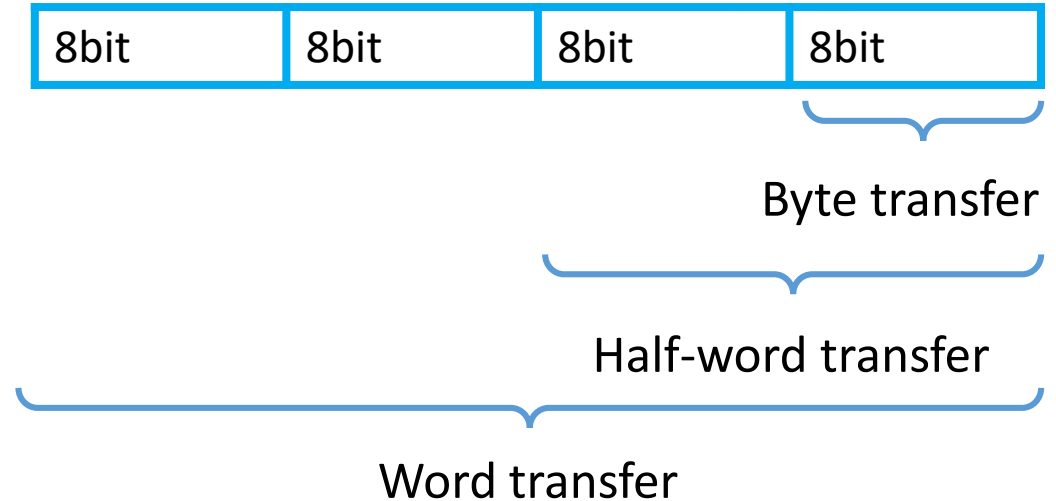 8bit 8bit 8bit 8bit
Byte transfer
Half-word transfer
Word transfer